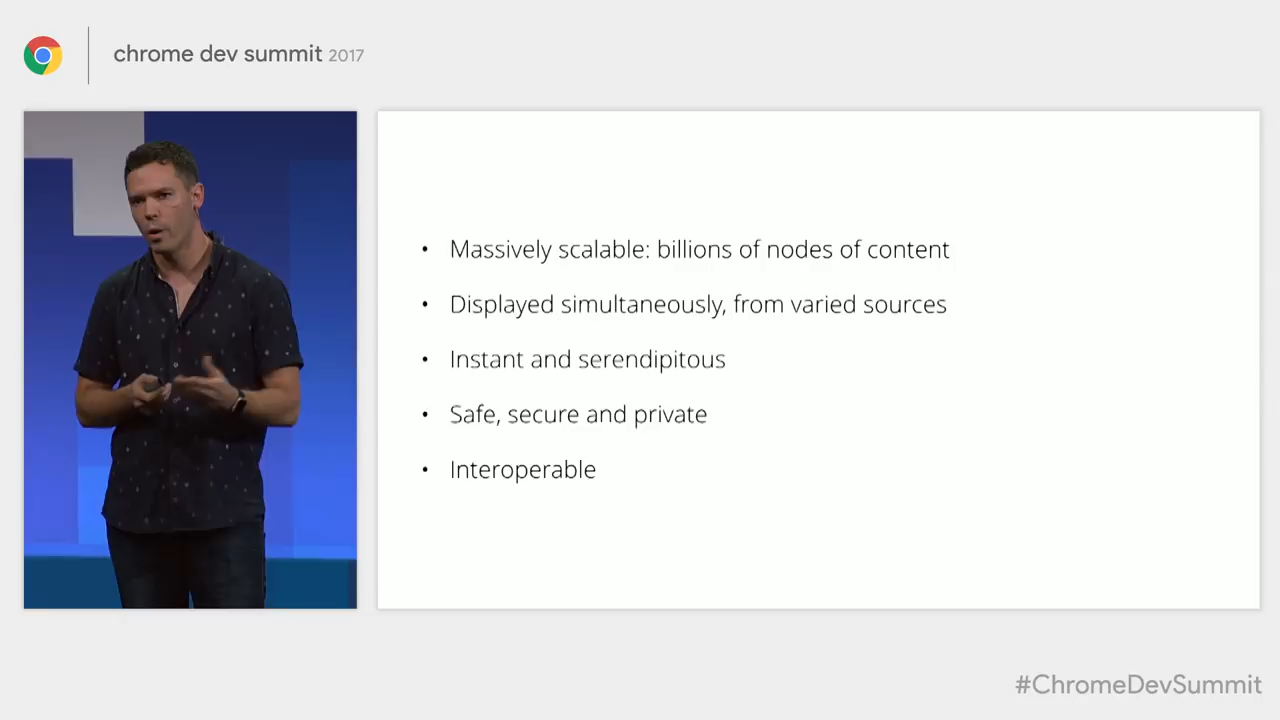 chrome dev summit 2017
• Massively scalable: billions of nodes of content
• Displayed simultaneously, from varied sources
• Instant and serendipitous
• Safe, secure and private
• Interoperable
#ChromeDevSummit